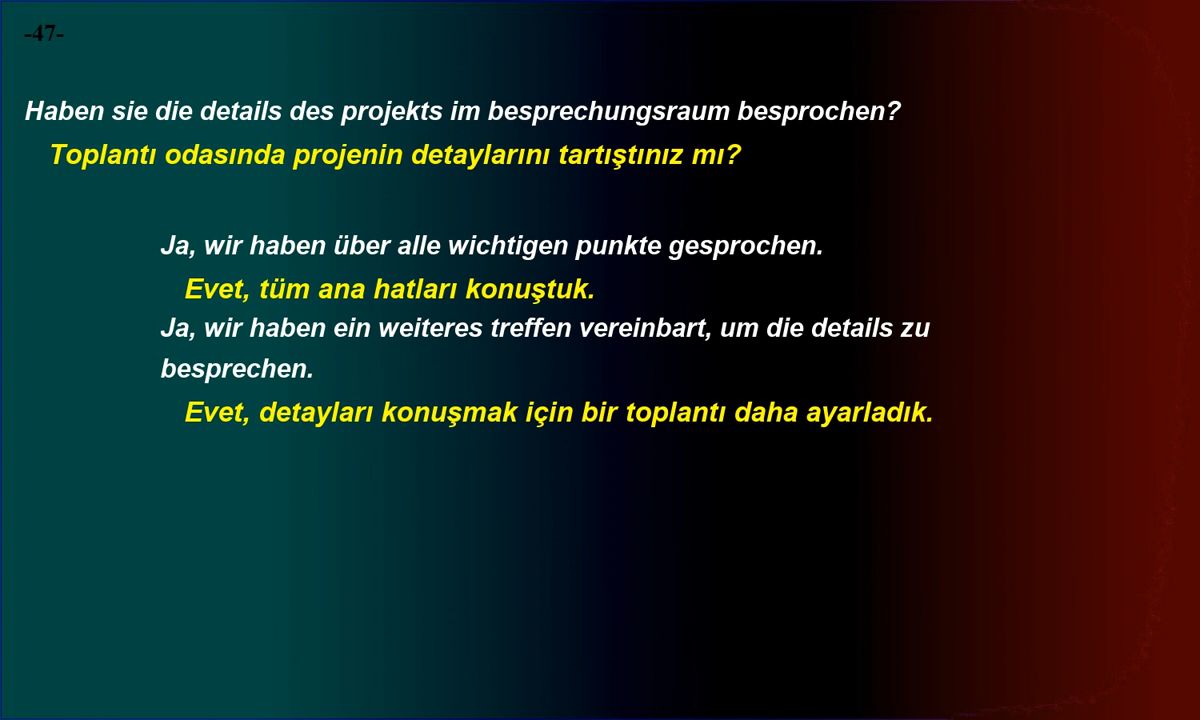 -47-
Haben sie die details des projekts im besprechungsraum besprochen?
Toplantı odasında projenin detaylarını tartıştınız mı?
Ja, wir haben über alle wichtigen punkte gesprochen.
Evet, tüm ana hatları konuştuk.
Ja, wir haben ein weiteres treffen vereinbart, um die details zu
besprechen.
Evet, detayları konuşmak için bir toplantı daha ayarladık.